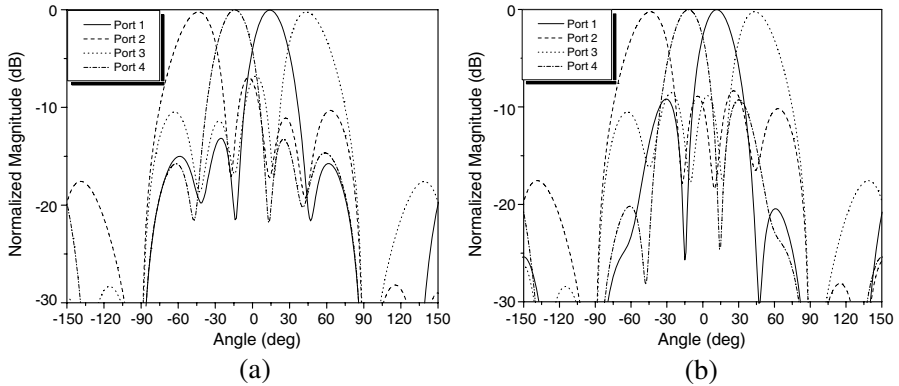 Port 1
Port 2
Port 3
Port 4
0
-10
-20
-30
Normalized Magnitude (dB)
-150 -120 -90 -60 -30 0 30 60 90 120 150
Angle (deg)
(a)
Port 1
Port 2
Port 3
Port 4
0
-10
-20
-30
Normalized Magnitude (dB)
-150 -120 -90 -60 -30 0 30 60 90 120 150
Angle (deg)
(b)